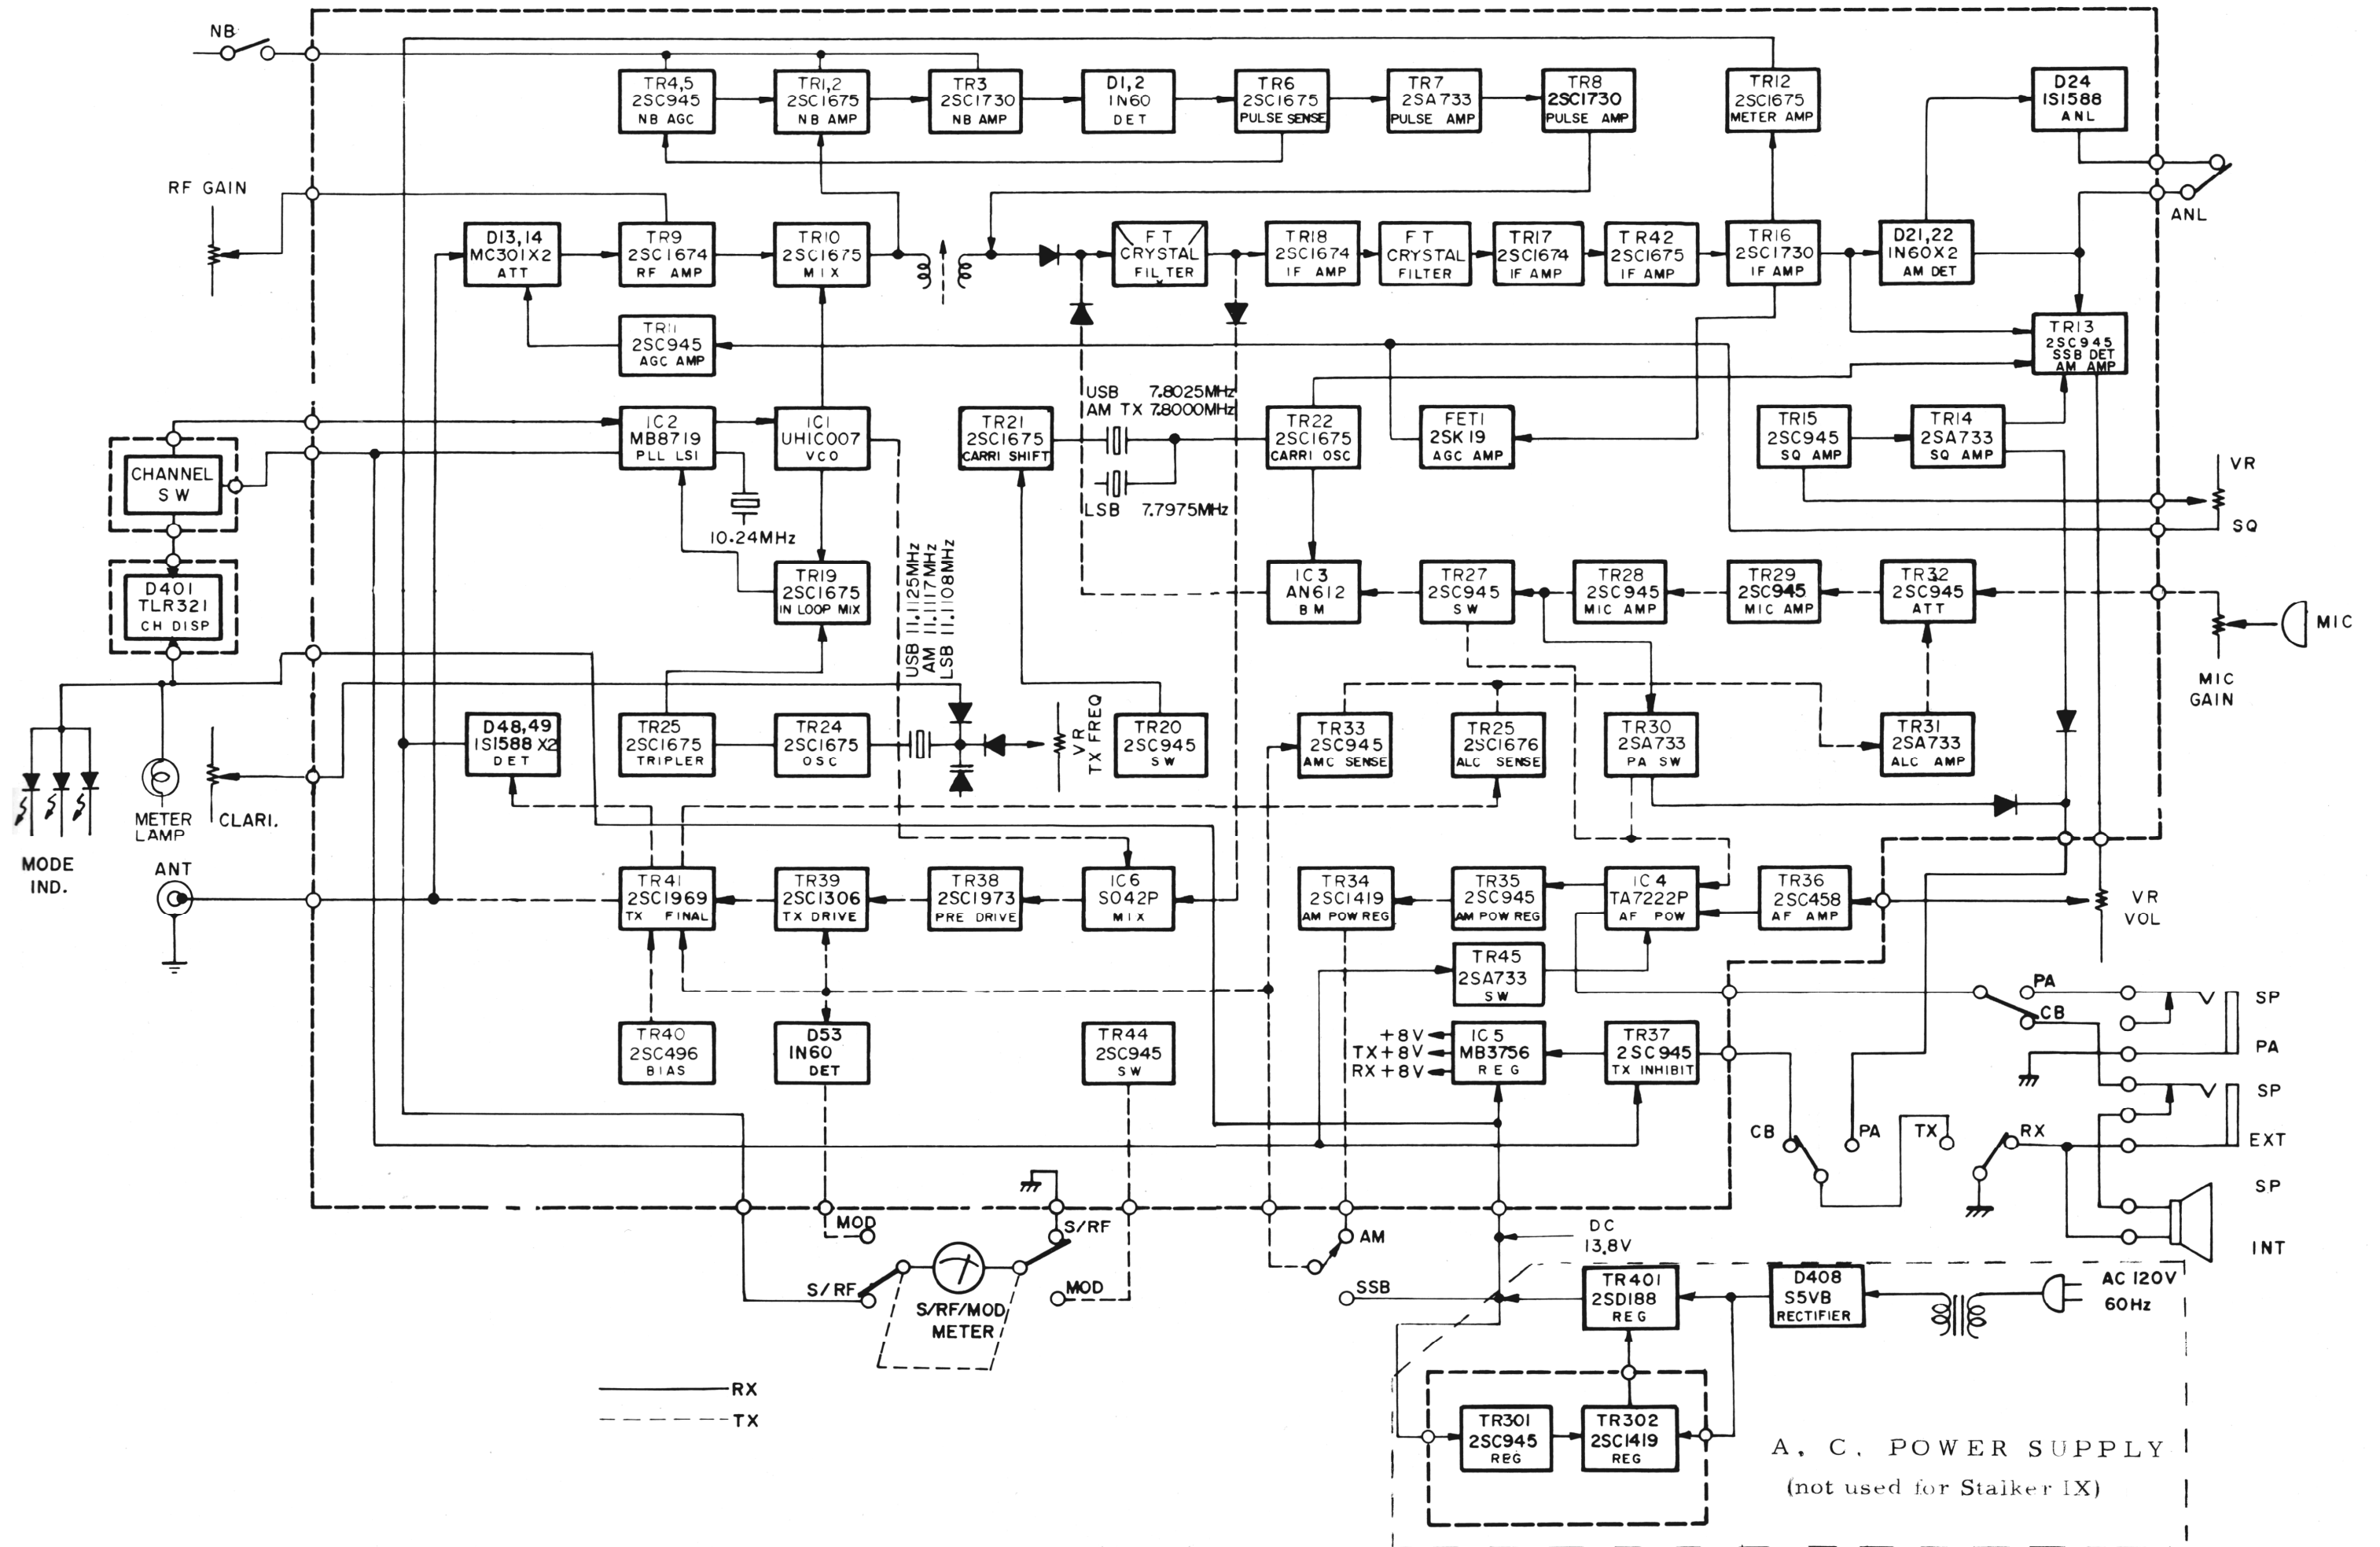 NB
TR4,5
2SC945
NB AGC
TR1,2
2SC1675
NB AMP
TR3
2SC1730
NB AMP
D1,2
1N60
DET
TR6
2SC1675
PULSE SENSE
TR7
2SA733
PULSE AMP
TR8
2SC1730
PULSE AMP
TR12
2SC1675
METER AMP
D24
1S1588
ANL
ANL
RF GAIN
D13,14
MC301X2
ATT
TR9
2SC1674
RF AMP
TR10
2SC1675
MIX
FT
CRYSTAL
FILTER
TR18
2SC1674
IF AMP
FT
CRYSTAL
FILTER
TR17
2SC1674
IF AMP
TR42
2SC1675
IF AMP
TR16
2SC1730
IF AMP
D21,22
1N60X2
AM DET
TR11
2SC945
AGC AMP
TR13
2SC945
SSB DET
AM AMP
USB 7.8025MHz
AM TX 7.8000MHz
LSB 7.7975MHz
CHANNEL
SW
IC2
MB8719
PLL LSI
IC1
UHIC007
VCO
TR21
2SC1675
CARRI SHIFT
TR22
2SC1675
CARRI OSC
FET1
2SK19
AGC AMP
TR15
2SC945
SQ AMP
TR14
2SA733
SQ AMP
VR
SQ
10.24MHz
D401
TLR321
CH DISP
TR19
2SC1675
IN LOOP MIX
USB 11.1125MHz
AM 11.1117MHz
LSB 11.1108MHz
IC3
AN612
BM
TR27
2SC945
SW
TR28
2SC945
MIC AMP
TR29
2SC945
MIC AMP
TR32
2SC945
ATT
MIC
MIC
GAIN
D48,49
1S1588X2
DET
TR25
2SC1675
TRIPLER
TR24
2SC1675
OSC
VR
TX FREQ
TR20
2SC945
SW
TR33
2SC945
AMC SENSE
TR25
2SC1676
ALC SENSE
TR30
2SA733
PA SW
TR31
2SA733
ALC AMP
METER
LAMP
CLARI.
MODE
IND.
ANT
TR41
2SC1969
TX FINAL
TR39
2SC1306
TX DRIVE
TR38
2SC1973
PRE DRIVE
IC6
SO42P
MIX
TR34
2SC1419
AM POW REG
TR35
2SC945
AM POW REG
IC4
TA7222P
AF POW
TR36
2SC458
AF AMP
VR
VOL
TR45
2SA733
SW
PA
CB
SP
PA
TR40
2SC496
BIAS
D53
1N60
DET
TR44
2SC945
SW
+8V
TX+8V
RX+8V
IC5
MB3756
REG
TR37
2SC945
TX INHIBIT
SP
EXT
CB
PA
TX
RX
SP
INT
MOD
S/RF
S/RF
MOD
S/RF/MOD
METER
AM
SSB
DC
13.8V
TR401
2SD188
REG
D408
S5VB
RECTIFIER
AC 120V
60Hz
RX
TX
TR301
2SC945
REG
TR302
2SC1419
REG
A. C. POWER SUPPLY
(not used for Stalker IX)